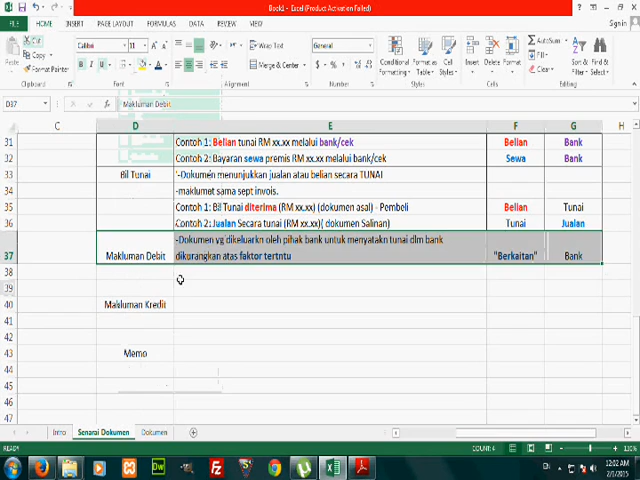 Book1 - Excel (Product Activation Failed)
FILE HOME INSERT PAGE LAYOUT FORMULAS DATA REVIEW VIEW Sign in
Cut
Copy
Paste
Format Painter
Calibri 11
B I U
Wrap Text
Merge & Center
General
$ % ,
Conditional Formatting
Format as Table
Cell Styles
Insert Delete Format
AutoSum
Fill
Clear
Sort & Filter
Find & Select
Clipboard Font Alignment Number Styles Cells Editing
D37 Makluman Debit
C D E F G H
31 Contoh 1: Belian tunai RM xx.xx melalui bank/cek Belian Bank
32 Contoh 2: Bayaran sewa premis RM xx.xx melalui bank/cek Sewa Bank
33 Bil Tunai '-Dokumen menunjukkan jualan atau belian secara TUNAI
34 -maklumat sama sept invois.
35 Contoh 1: Bil Tunai diterima (RM xx.xx) (dokumen asal) - Pembeli Belian Tunai
36 Contoh 2: Jualan Secara tunai (RM xx.xx)( dokumen Salinan) Tunai Jualan
-Dokumen yg dikeluarkn oleh pihak bank untuk menyatakn tunai dlm bank
37 Makluman Debit dikurangkan atas faktor tertntu "Berkaitan" Bank
38
39
40 Makluman Kredit
41
42
43 Memo
44
45
46
47
Intro Senarai Dokumen Dokumen
READY COUNT: 4 130%
EN 12:02 AM
2/1/2015